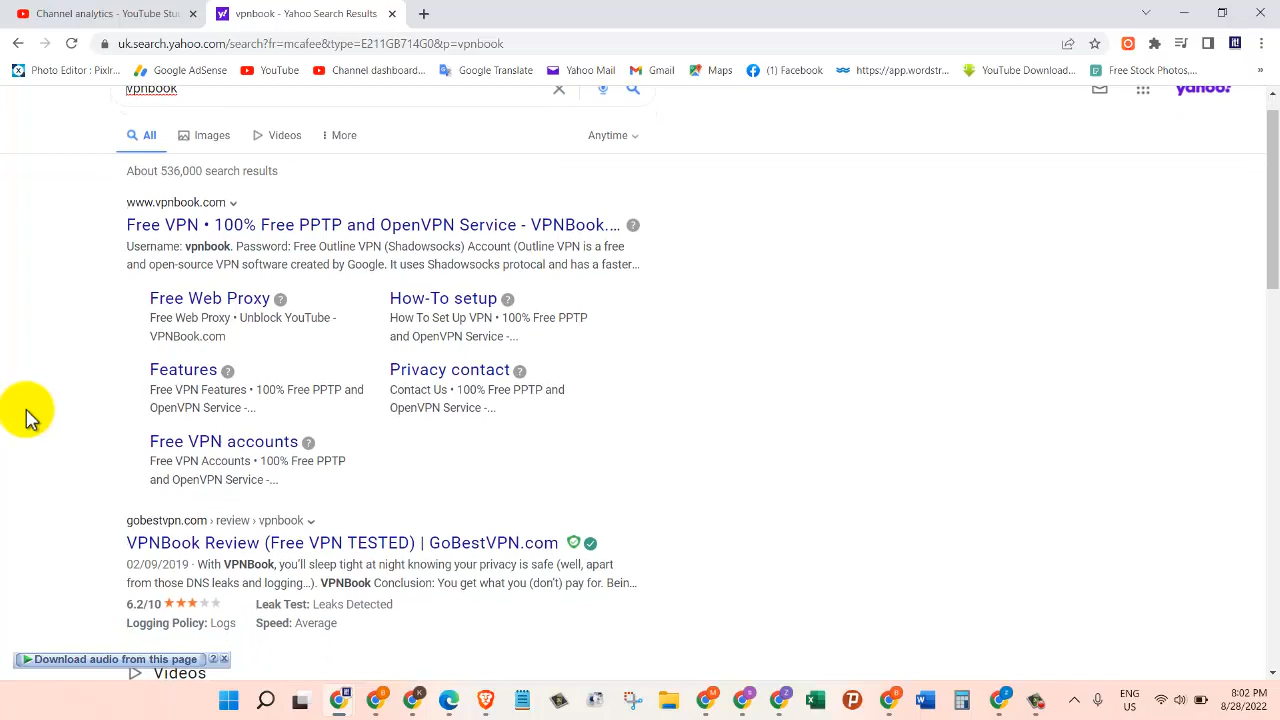 Channel content - YouTube Stu
vpnbook - Yahoo Search Results
uk.search.yahoo.com/search?fr=mcafee&type=E211GB714G0&p=vpnbook
Photo Editor : Pixlr...
Google AdSense
YouTube
Channel dashboard...
Google Translate
Yahoo Mail
Gmail
Maps
(1) Facebook
https://app.wordstr...
YouTube Download...
Free Stock Photos,...
»
vpnbook
yahoo!
All
Images
Videos
More
Anytime
About 536,000 search results
www.vpnbook.com
Free VPN • 100% Free PPTP and OpenVPN Service - VPNBook....
Username: vpnbook. Password: Free Outline VPN (Shadowsocks) Account (Outline VPN is a free
and open-source VPN software created by Google. It uses Shadowsocks protocal and has a faster...
Free Web Proxy
Free Web Proxy • Unblock YouTube -
VPNBook.com
How-To setup
How To Set Up VPN • 100% Free PPTP
and OpenVPN Service -...
Features
Free VPN Features • 100% Free PPTP and
OpenVPN Service -...
Privacy contact
Contact Us • 100% Free PPTP and
OpenVPN Service -...
Free VPN accounts
Free VPN Accounts • 100% Free PPTP
and OpenVPN Service -...
gobestvpn.com › review › vpnbook
VPNBook Review (Free VPN TESTED) | GoBestVPN.com
02/09/2019 · With VPNBook, you'll sleep tight at night knowing your privacy is safe (well, apart
from those DNS leaks and logging...). VPNBook Conclusion: You get what you (don't) pay for. Bein...
6.2/10 Leak Test: Leaks Detected
Logging Policy: Logs Speed: Average
Download audio from this page ? x
Videos
ENG
US
8:02 PM
8/28/2022